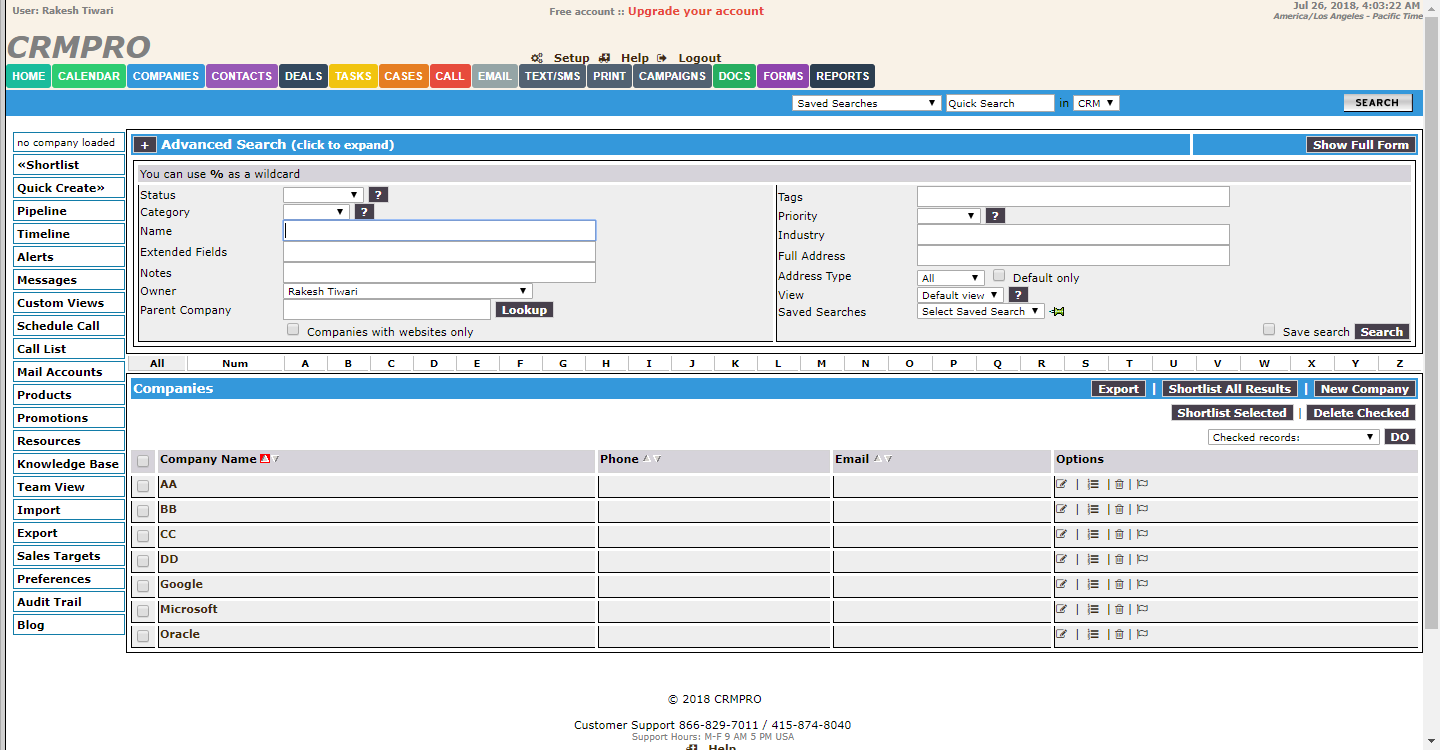 User: Rakesh Tiwari
Free account :: Upgrade your account
Jul 26, 2018, 4:03:22 AM
America/Los Angeles - Pacific Time
CRMPRO
Setup Help Logout
HOME CALENDAR COMPANIES CONTACTS DEALS TASKS CASES CALL EMAIL TEXT/SMS PRINT CAMPAIGNS DOCS FORMS REPORTS
Saved Searches Quick Search in CRM SEARCH
no company loaded
«Shortlist
Quick Create»
Pipeline
Timeline
Alerts
Messages
Custom Views
Schedule Call
Call List
Mail Accounts
Products
Promotions
Resources
Knowledge Base
Team View
Import
Export
Sales Targets
Preferences
Audit Trail
Blog
+ Advanced Search (click to expand) Show Full Form
You can use % as a wildcard
Status ?
Category ?
Name
Extended Fields
Notes
Owner Rakesh Tiwari
Parent Company Lookup
Companies with websites only
Tags
Priority ?
Industry
Full Address
Address Type All Default only
View Default view ?
Saved Searches Select Saved Search
Save search Search
All Num A B C D E F G H I J K L M N O P Q R S T U V W X Y Z
Companies Export | Shortlist All Results | New Company
Shortlist Selected | Delete Checked
Checked records: DO
Company Name Phone Email Options
AA | | |
BB | | |
CC | | |
DD | | |
Google | | |
Microsoft | | |
Oracle | | |
© 2018 CRMPRO
Customer Support 866-829-7011 / 415-874-8040
Support Hours: M-F 9 AM 5 PM USA
Help